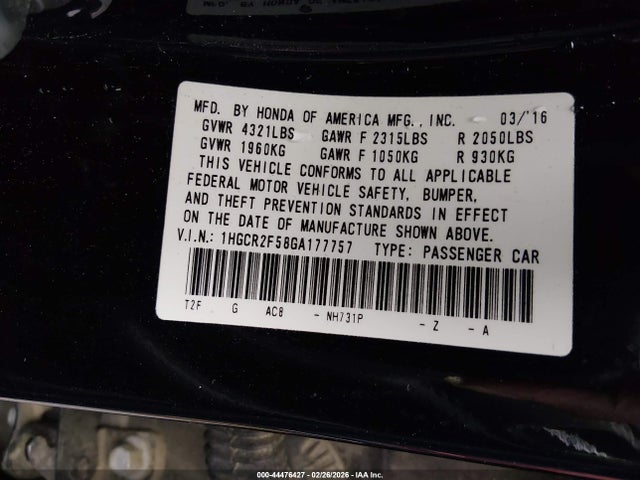 MFD. BY HONDA OF AMERICA MFG., INC. 03/'16
GVWR 4321LBS GAWR F 2315LBS R 2050LBS
GVWR 1960KG GAWR F 1050KG R 930KG
THIS VEHICLE CONFORMS TO ALL APPLICABLE
FEDERAL MOTOR VEHICLE SAFETY, BUMPER,
AND THEFT PREVENTION STANDARDS IN EFFECT
ON THE DATE OF MANUFACTURE SHOWN ABOVE.
V.I.N.: 1HGCR2F58GA177757 TYPE: PASSENGER CAR
T2F G AC8 - NH731P - Z - A
000-44476427 - 02/26/2026 - IAA Inc.